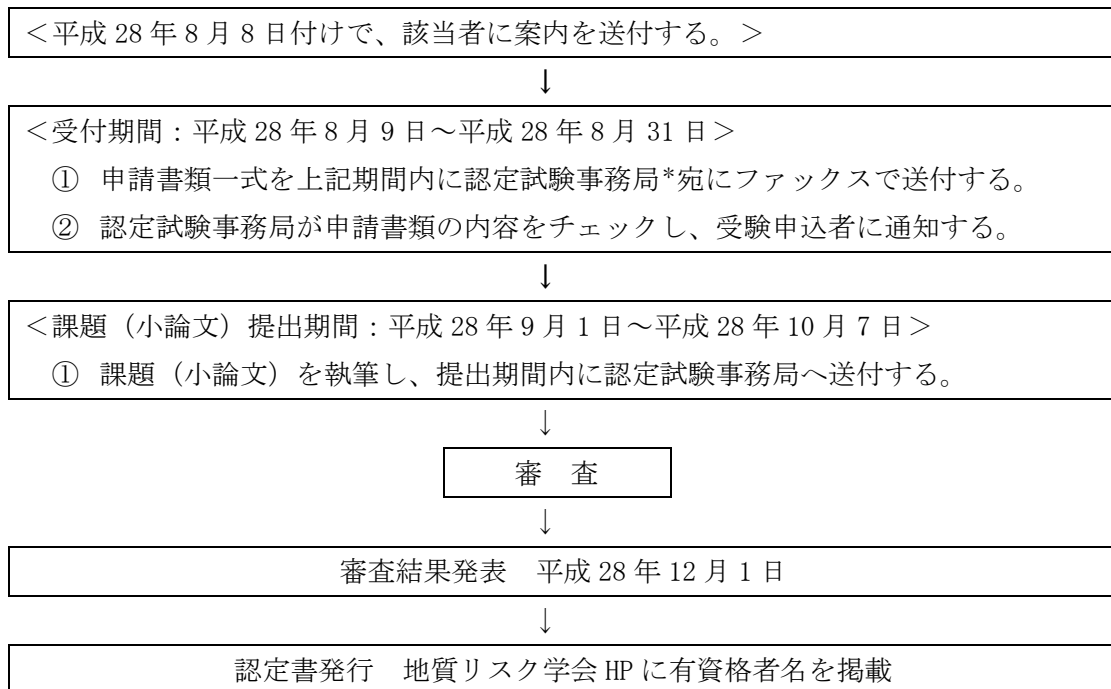 ＜平成 28 年 8 月 8 日付けで、該当者に案内を送付する。＞
↓
＜受付期間：平成 28 年 8 月 9 日～平成 28 年 8 月 31 日＞
① 申請書類一式を上記期間内に認定試験事務局*宛にファックスで送付する。
② 認定試験事務局が申請書類の内容をチェックし、受験申込者に通知する。
↓
＜課題（小論文）提出期間：平成 28 年 9 月 1 日～平成 28 年 10 月 7 日＞
① 課題（小論文）を執筆し、提出期間内に認定試験事務局へ送付する。
↓
審　査
↓
審査結果発表　平成 28 年 12 月 1 日
↓
認定書発行　地質リスク学会 HP に有資格者名を掲載